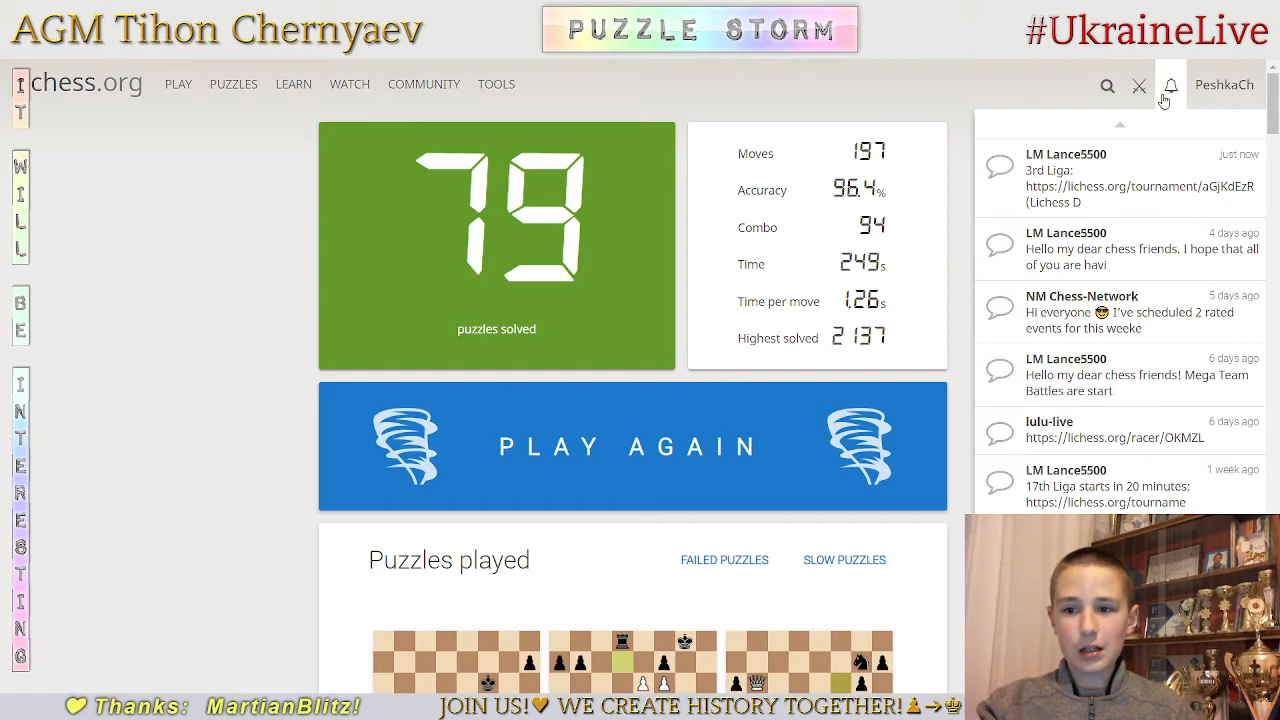 AGM Tihon Chernyaev
PUZZLE STORM
#UkraineLive
chess.org
PLAY
PUZZLES
LEARN
WATCH
COMMUNITY
TOOLS
PeshkaCh
IT
WILL
BE
INTERESTING
79
puzzles solved
Moves 197
Accuracy 96.4%
Combo 94
Time 249s
Time per move 1.26s
Highest solved 2137
LM Lance5500 just now
3rd Liga:
https://lichess.org/tournament/aGjKdEzR
(Lichess D
LM Lance5500 4 days ago
Hello my dear chess friends. I hope that all
of you are havi
NM Chess-Network 5 days ago
Hi everyone 😎 I've scheduled 2 rated
events for this weeke
LM Lance5500 6 days ago
Hello my dear chess friends! Mega Team
Battles are start
lulu-live 6 days ago
https://lichess.org/racer/OKMZL
LM Lance5500 1 week ago
17th Liga starts in 20 minutes:
https://lichess.org/tourname
PLAY AGAIN
Puzzles played
FAILED PUZZLES
SLOW PUZZLES
💛 Thanks: MartianBlitz!
JOIN US!♥ WE CREATE HISTORY TOGETHER!♟→♚